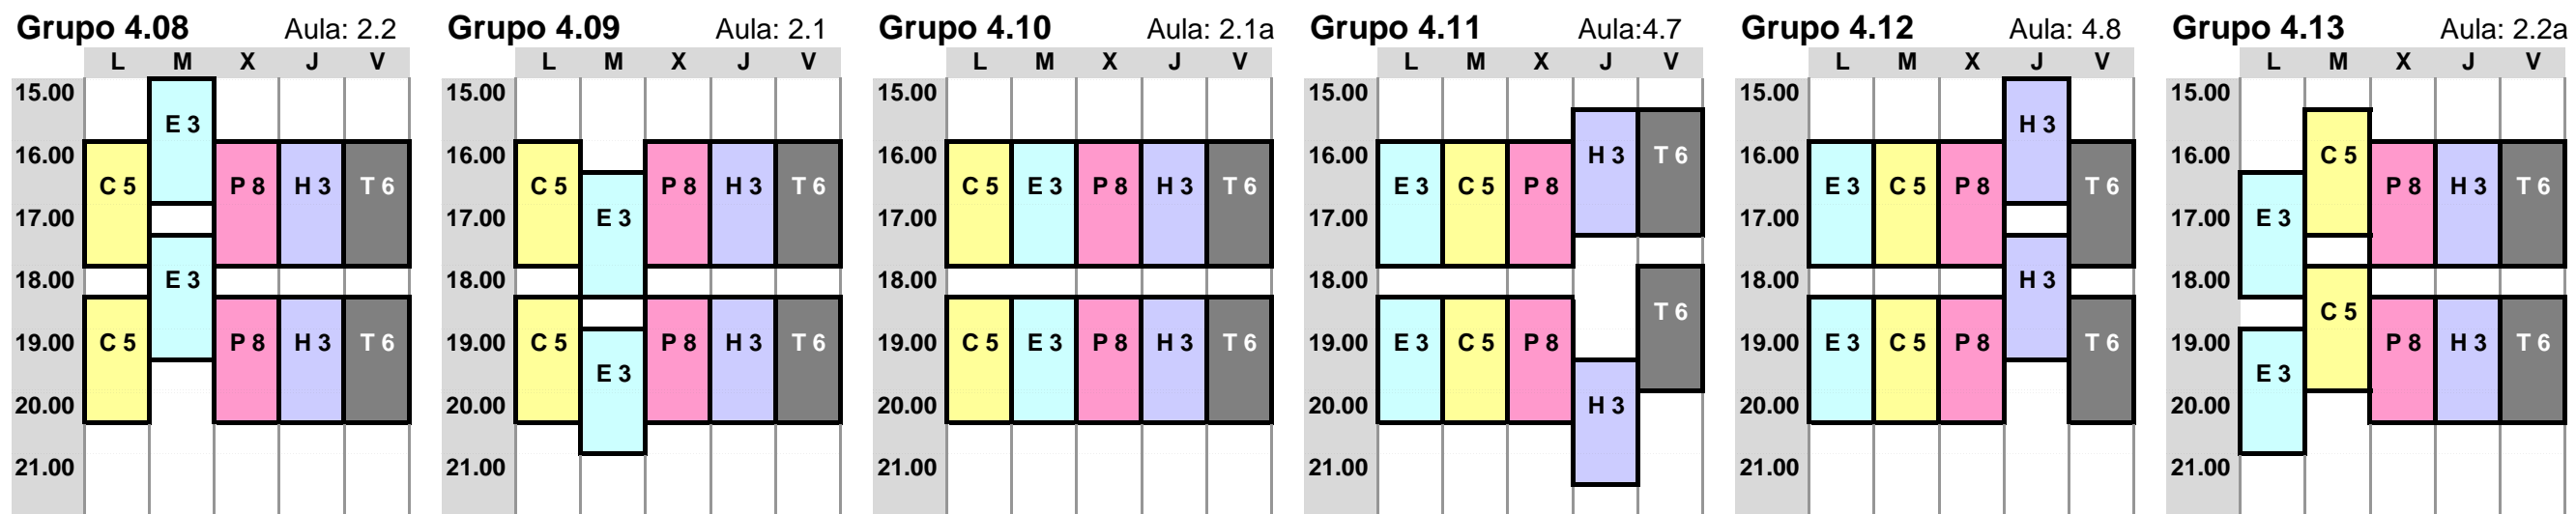 Grupo 4.08 Aula: 2.2
L M X J V
15.00
E 3
16.00
C 5 P 8 H 3 T 6
17.00
18.00
E 3
19.00
C 5 P 8 H 3 T 6
20.00
21.00
Grupo 4.09 Aula: 2.1
L M X J V
15.00
16.00
C 5 P 8 H 3 T 6
17.00
E 3
18.00
19.00
C 5 P 8 H 3 T 6
E 3
20.00
21.00
Grupo 4.10 Aula: 2.1a
L M X J V
15.00
16.00
C 5 E 3 P 8 H 3 T 6
17.00
18.00
19.00
C 5 E 3 P 8 H 3 T 6
20.00
21.00
Grupo 4.11 Aula:4.7
L M X J V
15.00
16.00
H 3 T 6
E 3 C 5 P 8
17.00
18.00
T 6
19.00
E 3 C 5 P 8
20.00
H 3
21.00
Grupo 4.12 Aula: 4.8
L M X J V
15.00
H 3
16.00
E 3 C 5 P 8 T 6
17.00
18.00
H 3
19.00
E 3 C 5 P 8 T 6
20.00
21.00
Grupo 4.13 Aula: 2.2a
L M X J V
15.00
16.00
C 5
P 8 H 3 T 6
17.00
E 3
18.00
C 5
19.00
P 8 H 3 T 6
E 3
20.00
21.00